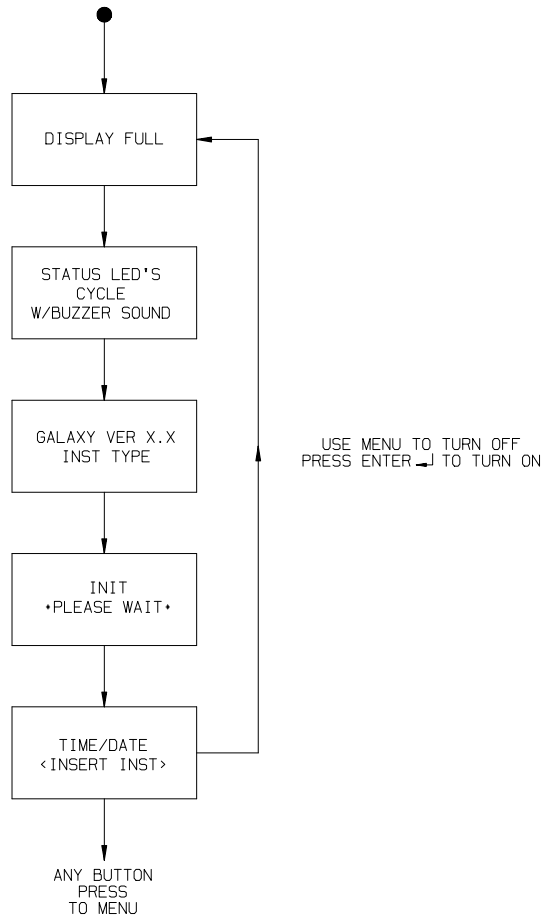 DISPLAY FULL
STATUS LED'S
CYCLE
W/BUZZER SOUND
GALAXY VER X.X
INST TYPE
USE MENU TO TURN OFF
PRESS ENTER ↵ TO TURN ON
INIT
*PLEASE WAIT*
TIME/DATE
<INSERT INST>
ANY BUTTON
PRESS
TO MENU